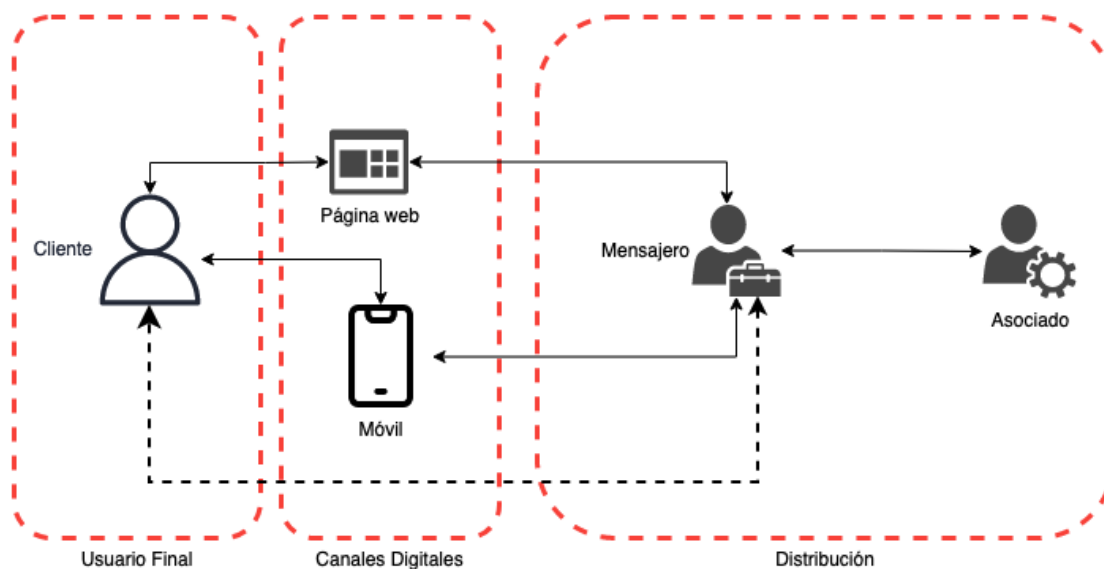 Página web
Cliente
Mensajero
Asociado
Móvil
Usuario Final
Canales Digitales
Distribución